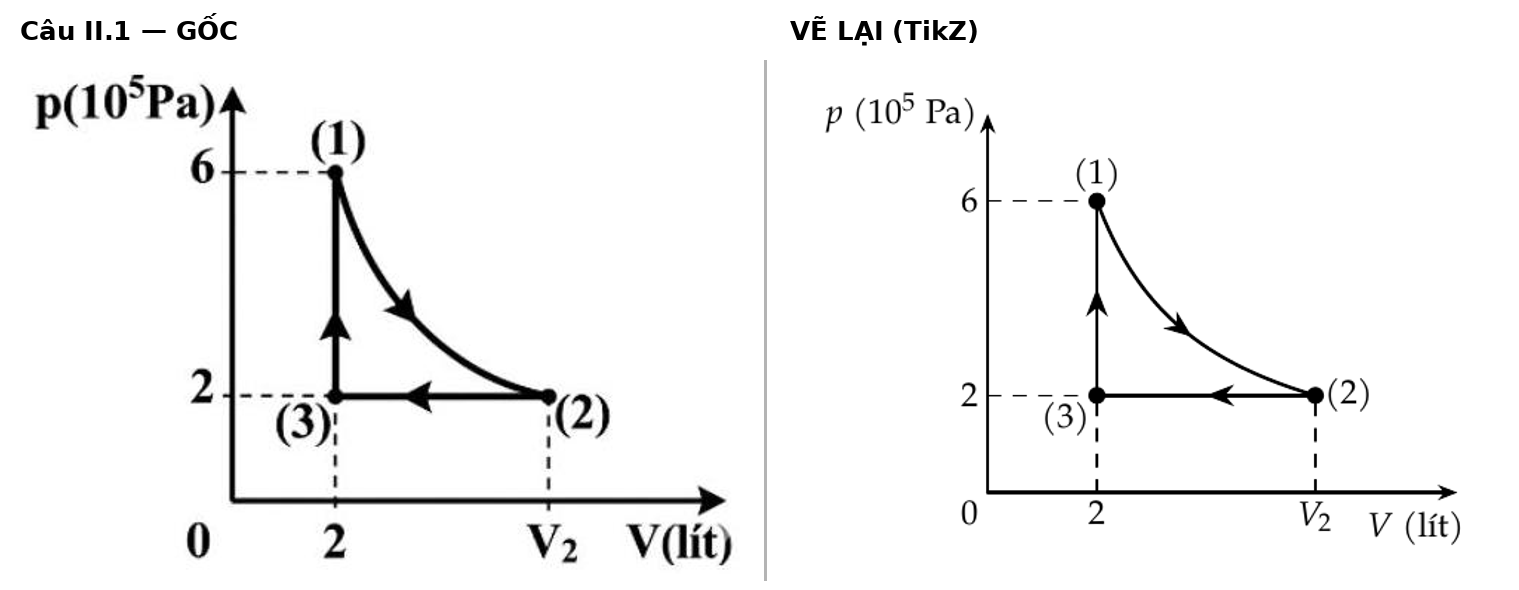 Câu II.1 — GỐC
p(10⁵Pa)
(1)
6
2
(3)
(2)
0
2
V₂
V(lít)
VẼ LẠI (TikZ)
p (10⁵ Pa)
(1)
6
2
(3)
(2)
0
2
V₂
V (lít)